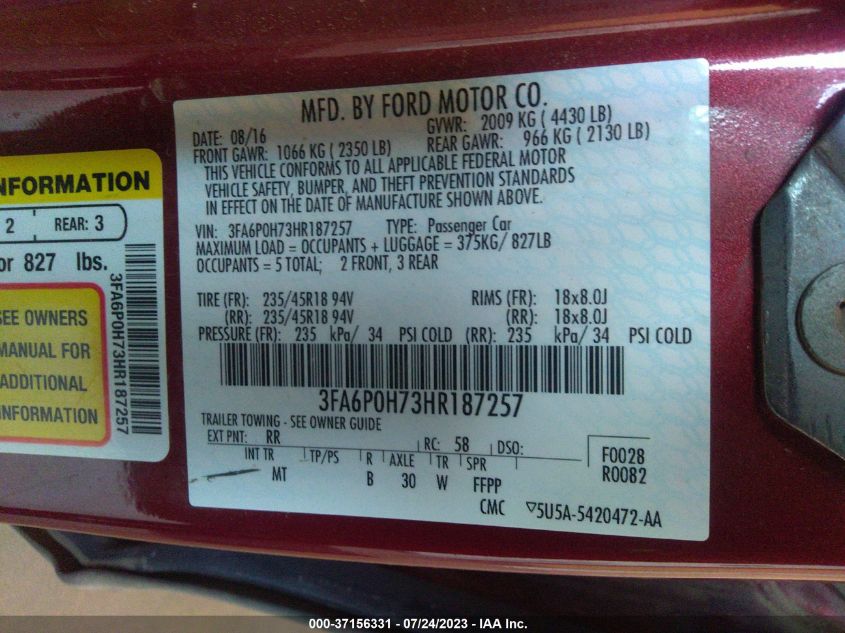 MFD. BY FORD MOTOR CO.
DATE: 08/16 GVWR: 2009 KG ( 4430 LB)
FRONT GAWR: 1066 KG ( 2350 LB) REAR GAWR: 966 KG ( 2130 LB)
THIS VEHICLE CONFORMS TO ALL APPLICABLE FEDERAL MOTOR
VEHICLE SAFETY, BUMPER, AND THEFT PREVENTION STANDARDS
IN EFFECT ON THE DATE OF MANUFACTURE SHOWN ABOVE.
VIN: 3FA6P0H73HR187257 TYPE: Passenger Car
MAXIMUM LOAD = OCCUPANTS + LUGGAGE = 375KG/ 827LB
OCCUPANTS = 5 TOTAL; 2 FRONT, 3 REAR
TIRE (FR): 235/45R18 94V RIMS (FR): 18x8.0J
(RR): 235/45R18 94V (RR): 18x8.0J
PRESSURE (FR): 235 kPa/ 34 PSI COLD (RR): 235 kPa/ 34 PSI COLD
3FA6P0H73HR187257
TRAILER TOWING - SEE OWNER GUIDE
EXT PNT: RR RC: 58 DSO: F0028
INT TR TP/PS R AXLE TR SPR R0082
MT B 30 W FFPP
CMC ▽5U5A-5420472-AA
NFORMATION
2 REAR: 3
or 827 lbs.
SEE OWNERS
MANUAL FOR
ADDITIONAL
INFORMATION
3FA6P0H73HR187257
000-37156331 - 07/24/2023 - IAA Inc.